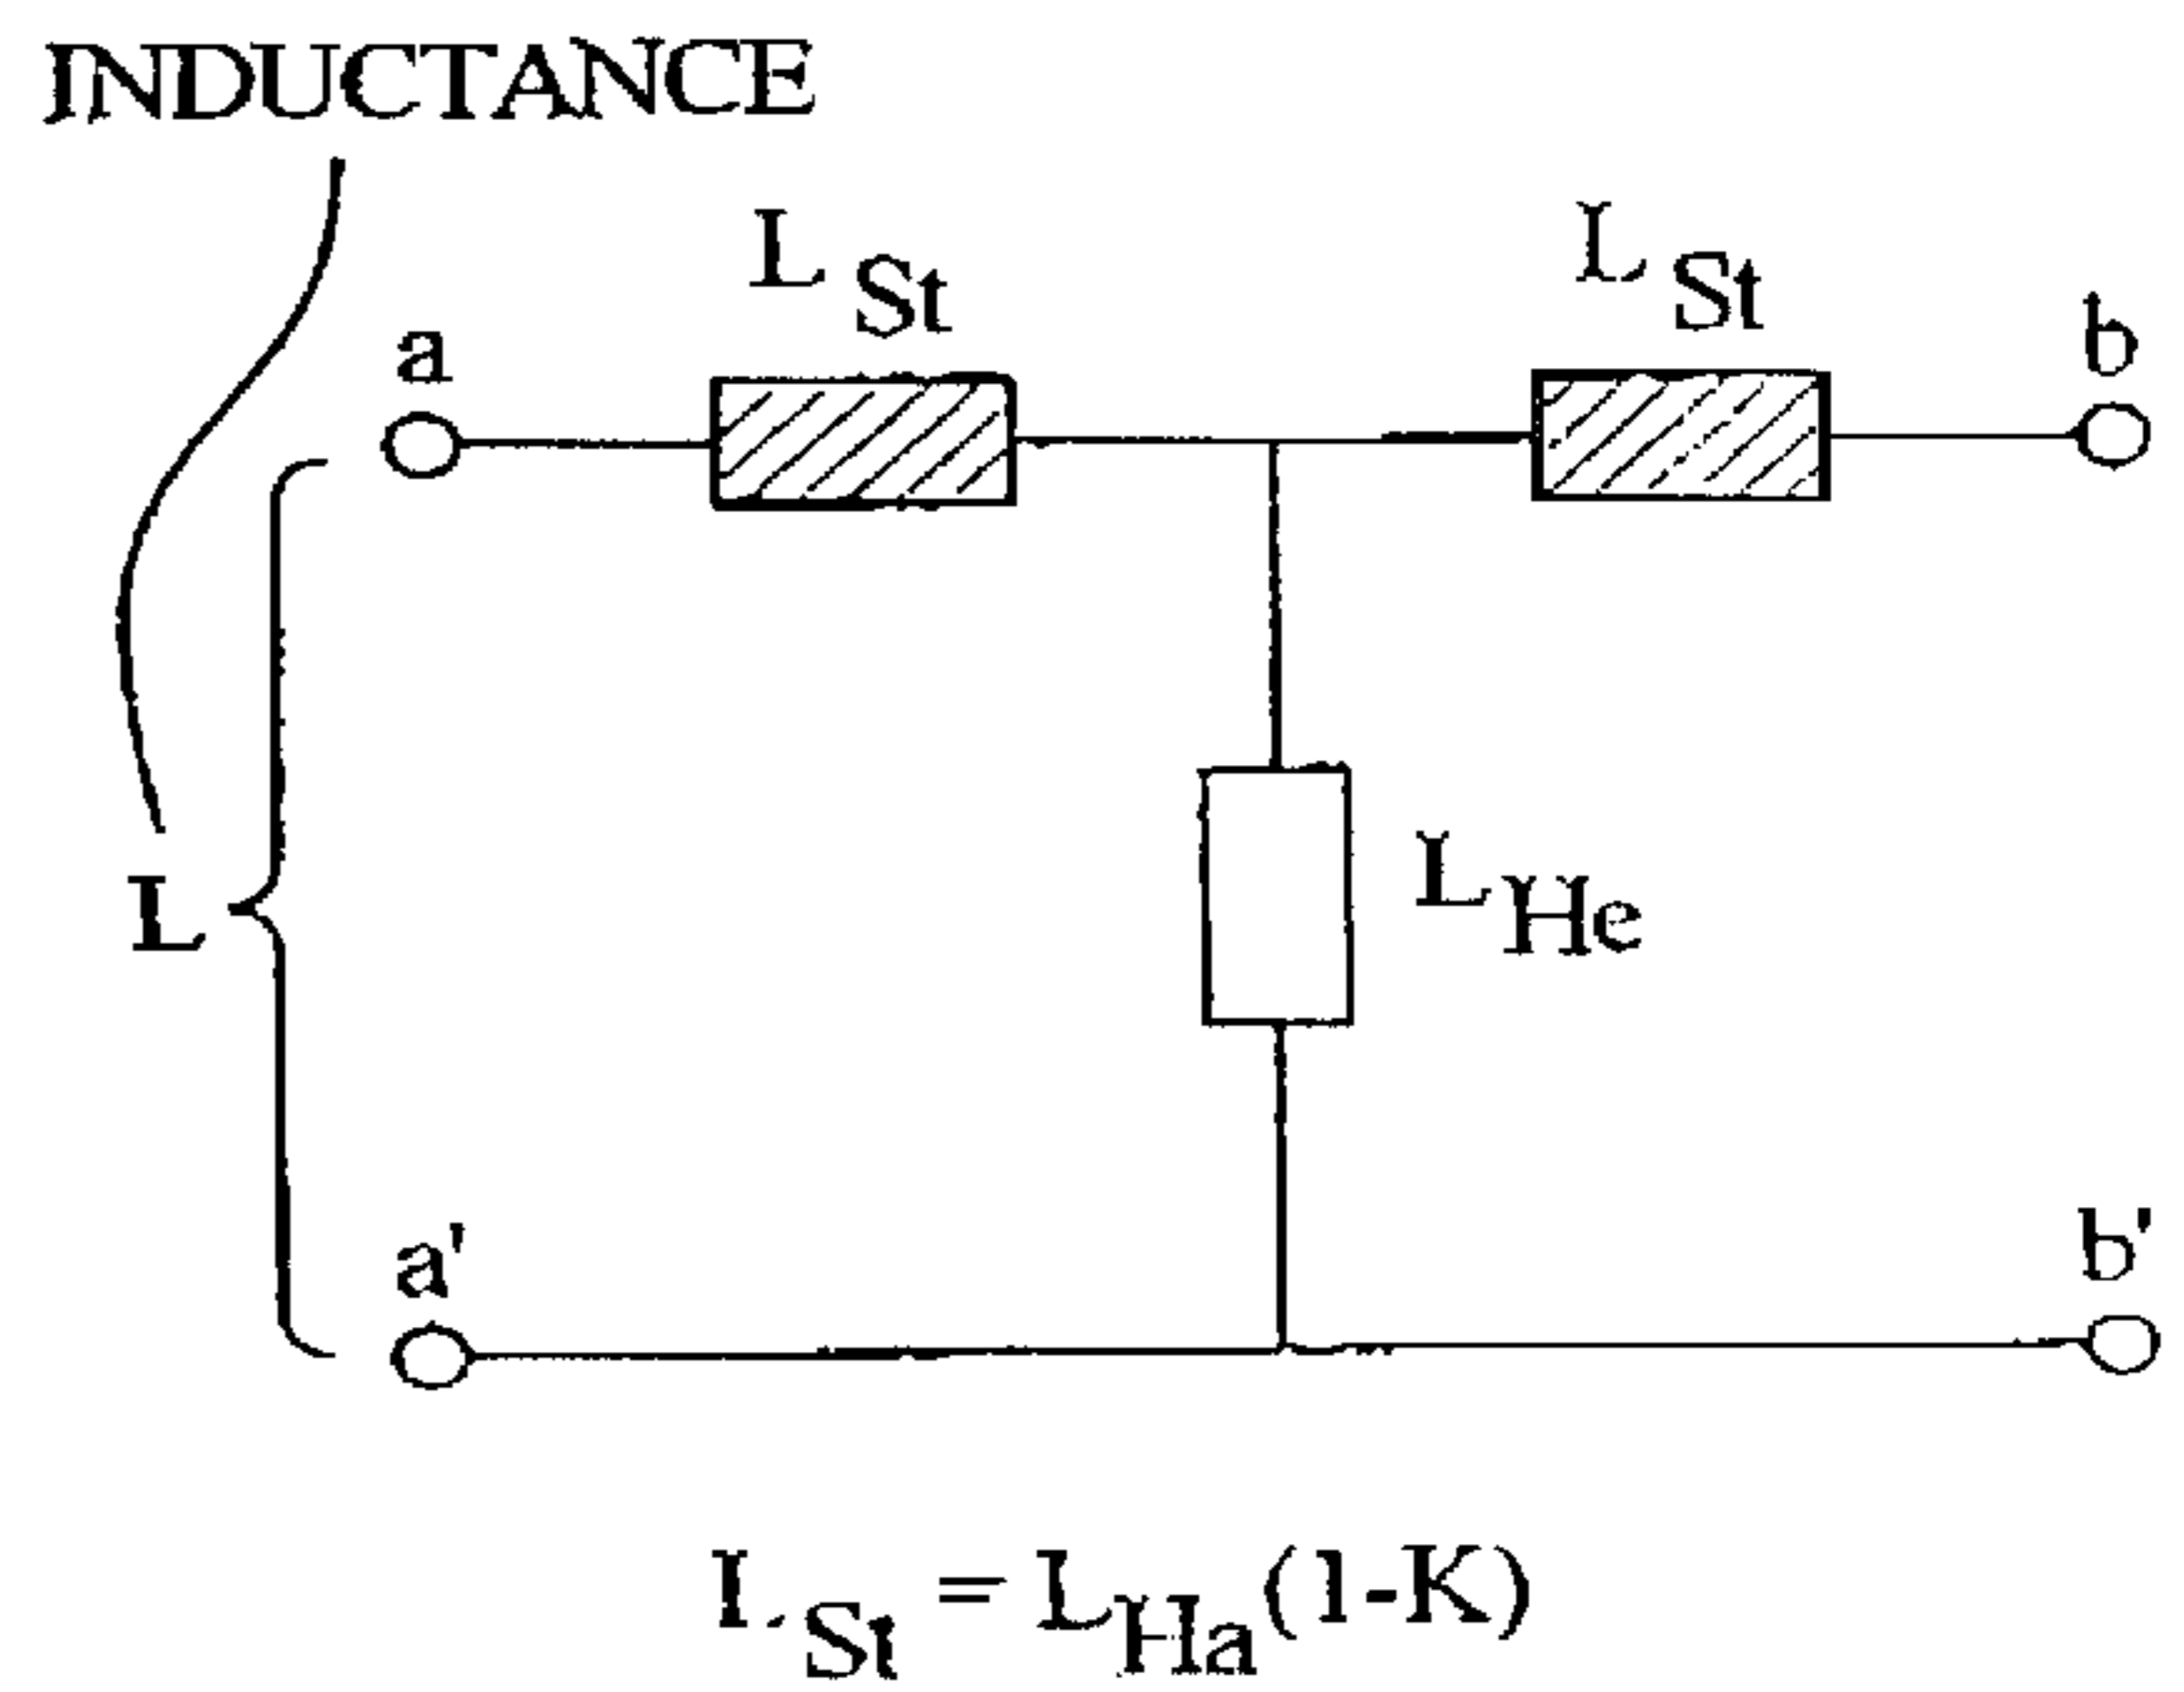 INDUCTANCE
L St
L St
a
b
L
L He
a'
b'
L St = L Ha (1-K)